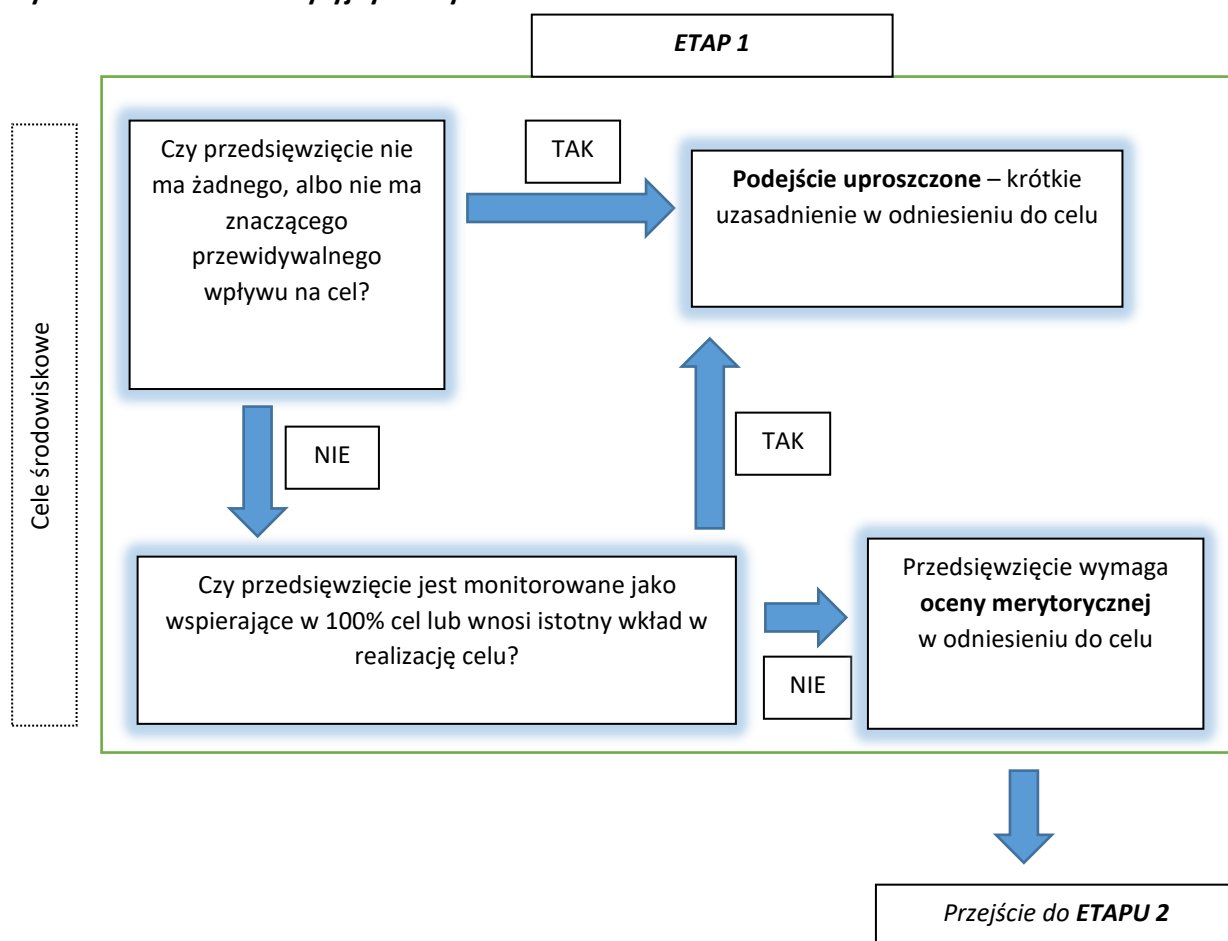 ETAP 1
Cele środowiskowe
Czy przedsięwzięcie nie
ma żadnego, albo nie ma
znaczącego
przewidywalnego
wpływu na cel?
TAK
Podejście uproszczone – krótkie
uzasadnienie w odniesieniu do celu
NIE
TAK
Czy przedsięwzięcie jest monitorowane jako
wspierające w 100% cel lub wnosi istotny wkład w
realizację celu?
NIE
Przedsięwzięcie wymaga
oceny merytorycznej
w odniesieniu do celu
Przejście do ETAPU 2